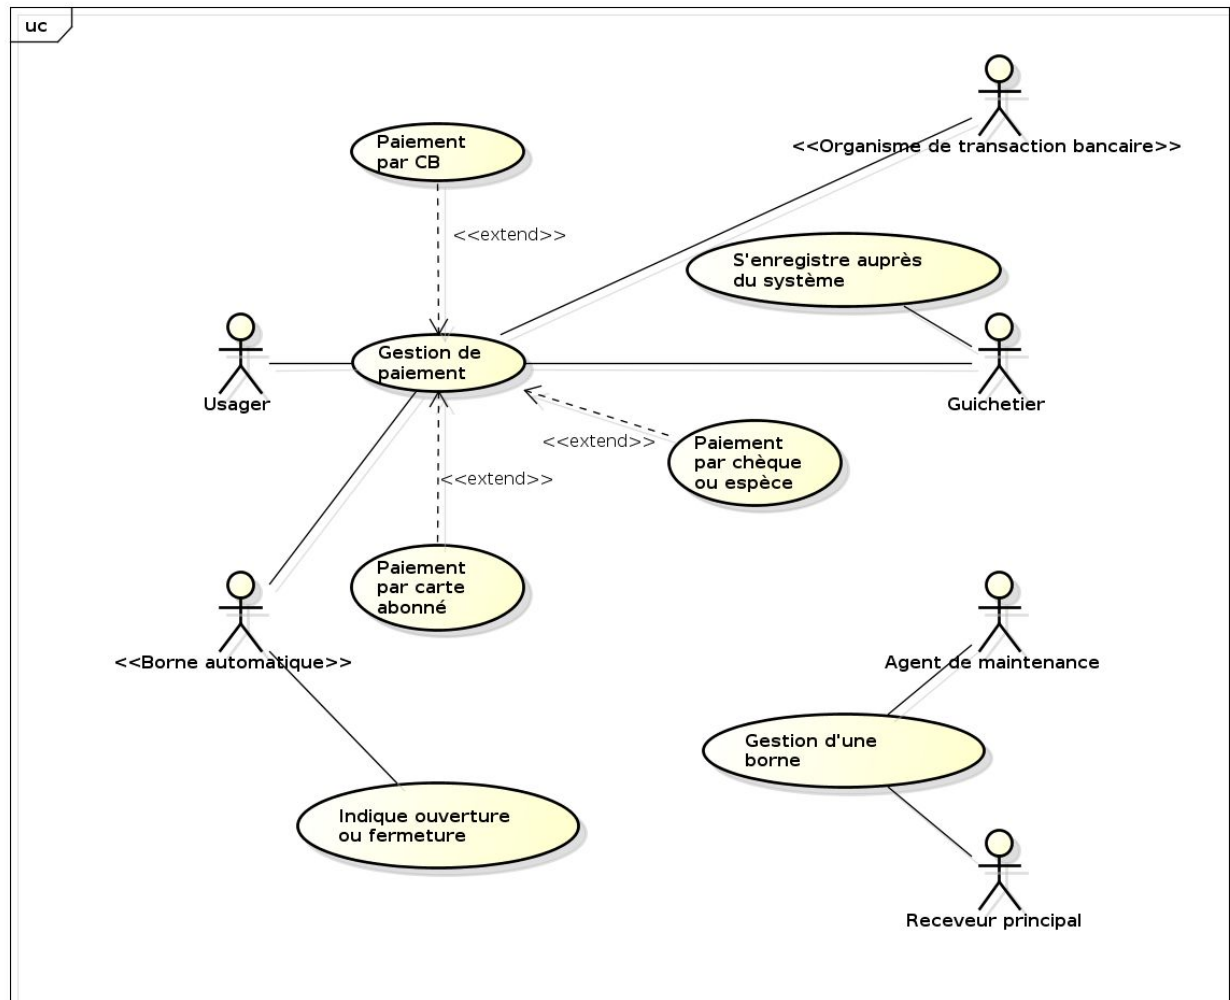 uc
<<Organisme de transaction bancaire>>
Paiement
par CB
<<extend>>
S'enregistre auprès
du système
Usager
Gestion de
paiement
Guichetier
<<extend>>
Paiement
par chèque
ou espèce
<<extend>>
Paiement
par carte
abonné
<<Borne automatique>>
Agent de maintenance
Gestion d'une
borne
Indique ouverture
ou fermeture
Receveur principal